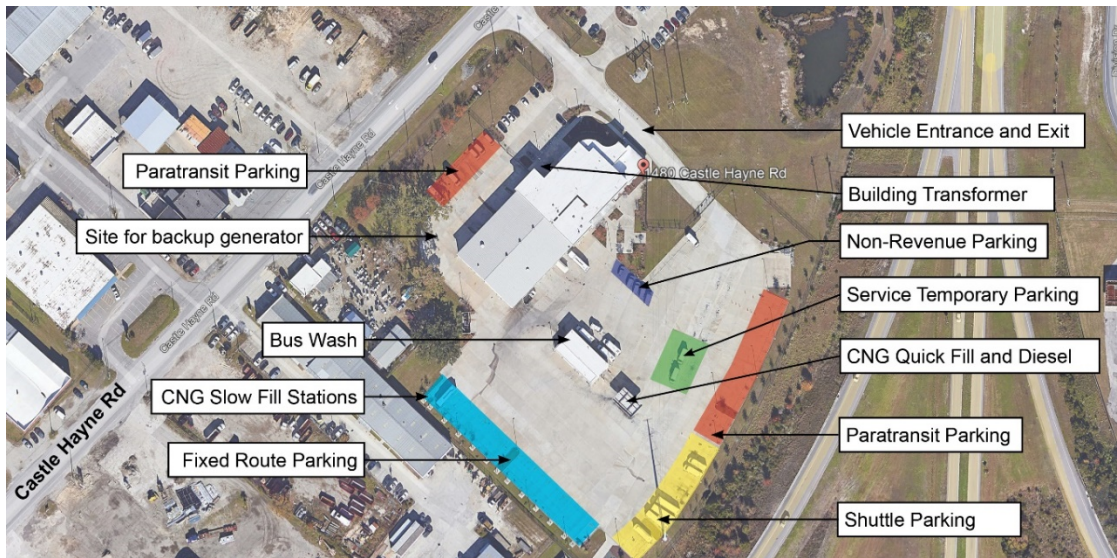 Castle
Vehicle Entrance and Exit
Castle Hayne Rd
Paratransit Parking
1480 Castle Hayne Rd
Building Transformer
Site for backup generator
Non-Revenue Parking
Service Temporary Parking
Castle Hayne Rd
Bus Wash
CNG Quick Fill and Diesel
CNG Slow Fill Stations
Castle Hayne Rd
Paratransit Parking
Fixed Route Parking
Shuttle Parking